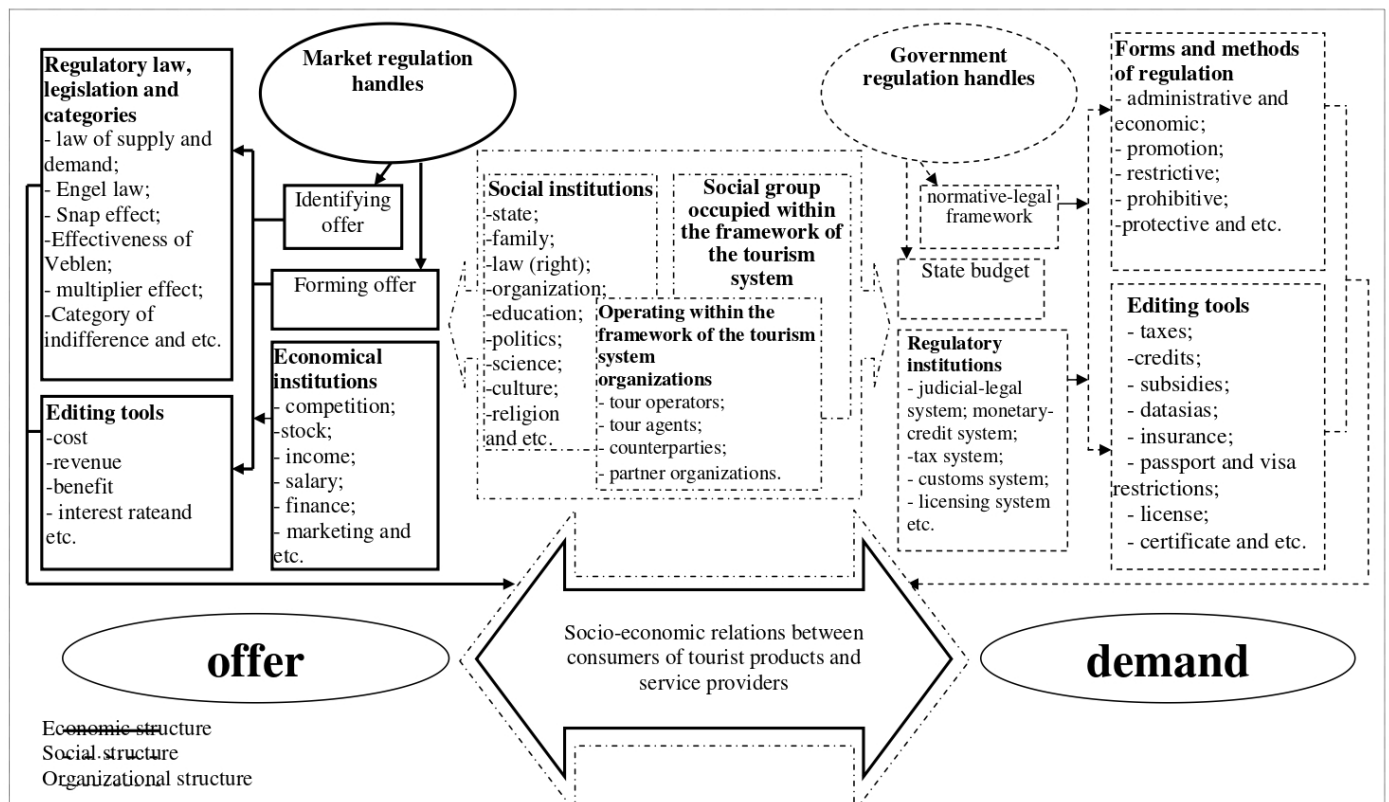 Market regulation
handles
Government
regulation handles
Regulatory law,
legislation and
categories
- law of supply and
demand;
- Engel law;
- Snap effect;
-Effectiveness of
Veblen;
- multiplier effect;
-Category of
indifference and etc.
Identifying
offer
Forming offer
Editing tools
-cost
-revenue
-benefit
- interest rateand
etc.
Economical
institutions
- competition;
-stock;
- income;
- salary;
- finance;
- marketing and
etc.
Social institutions
-state;
-family;
-law (right);
-organization;
-education;
-politics;
-science;
-culture;
-religion
and etc.
Social group
occupied within
the framework of
the tourism
system
Operating within the
framework of the tourism
system
organizations
- tour operators;
- tour agents;
- counterparties;
- partner organizations.
normative-legal
framework
State budget
Regulatory
institutions
- judicial-legal
system; monetary-
credit system;
-tax system;
- customs system;
- licensing system
etc.
Forms and methods
of regulation
- administrative and
economic;
- promotion;
- restrictive;
- prohibitive;
-protective and etc.
Editing tools
- taxes;
-credits;
- subsidies;
- datasias;
- insurance;
- passport and visa
restrictions;
- license;
- certificate and etc.
offer
Socio-economic relations between
consumers of tourist products and
service providers
demand
Economic structure
Social structure
Organizational structure